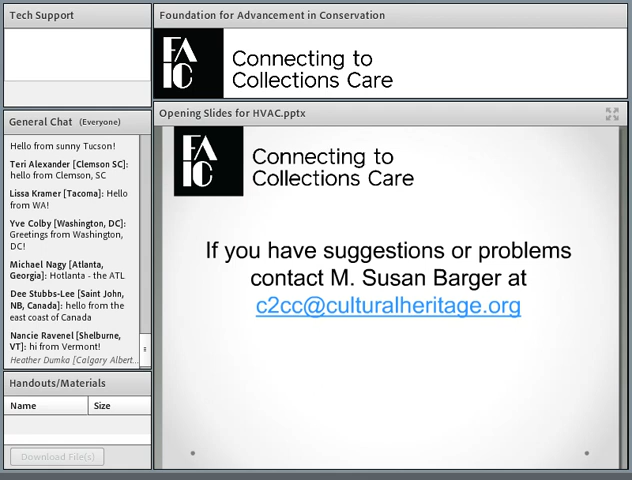 Tech Support
Foundation for Advancement in Conservation
FA
IC
Connecting to
Collections Care
General Chat (Everyone)
Hello from sunny Tucson!
Teri Alexander [Clemson SC]:
hello from Clemson, SC
Lissa Kramer [Tacoma]: Hello
from WA!
Yve Colby [Washington, DC]:
Greetings from Washington,
DC!
Michael Nagy [Atlanta,
Georgia]: Hotlanta - the ATL
Dee Stubbs-Lee [Saint John,
NB, Canada]: hello from the
east coast of Canada
Nancie Ravenel [Shelburne,
VT]: hi from Vermont!
Heather Dumka [Calgary Albert...
Opening Slides for HVAC.pptx
FA
IC
Connecting to
Collections Care
If you have suggestions or problems
contact M. Susan Barger at
c2cc@culturalheritage.org
Handouts/Materials
Name Size
Download File(s)